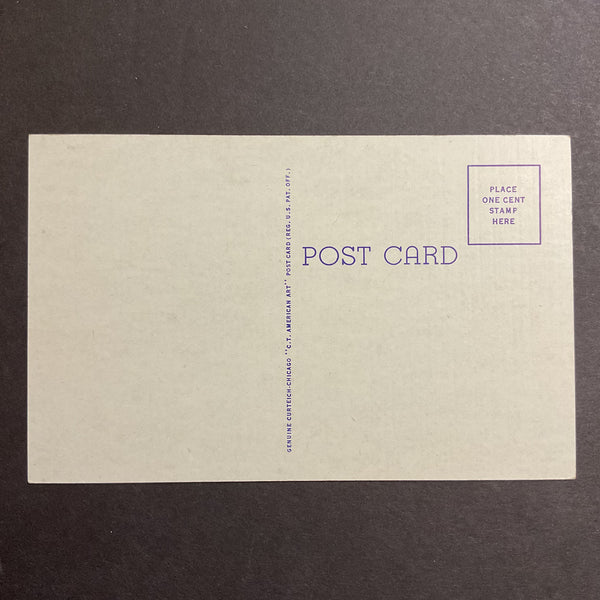 GENUINE CURTEICH-CHICAGO "C.T. AMERICAN ART" POST CARD (REG. U.S. PAT. OFF.)
POST CARD
PLACE
ONE CENT
STAMP
HERE